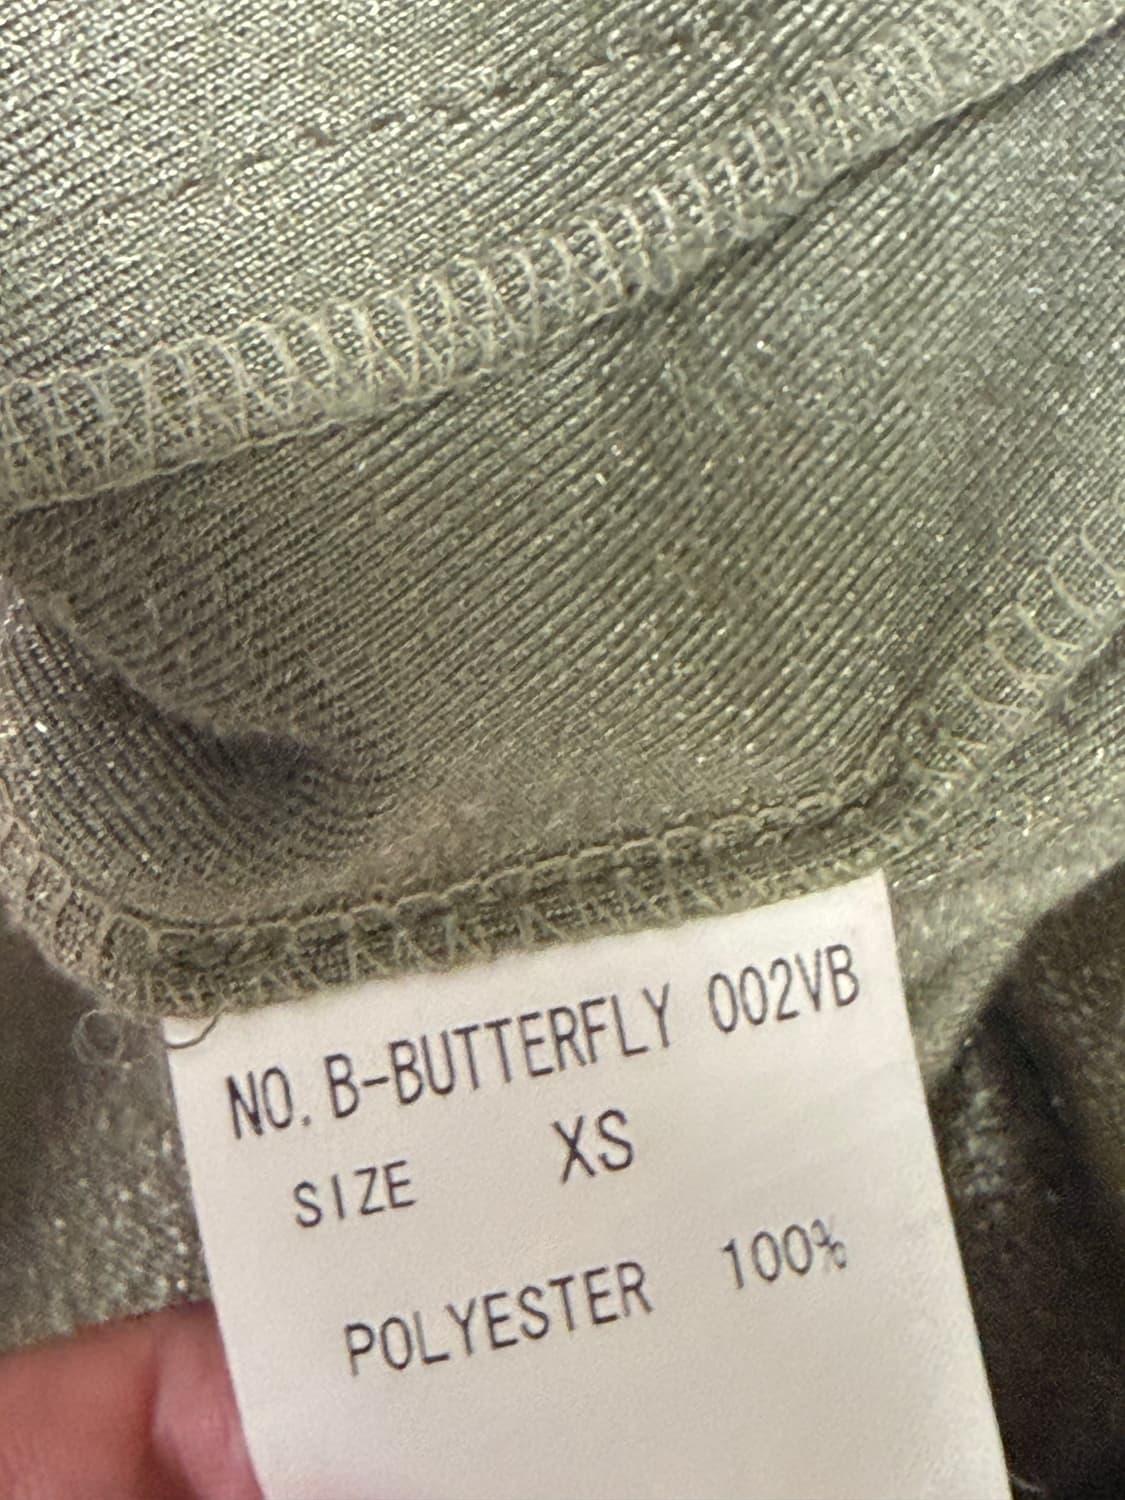 NO. B-BUTTERFLY 002VB
SIZE XS
POLYESTER 100%